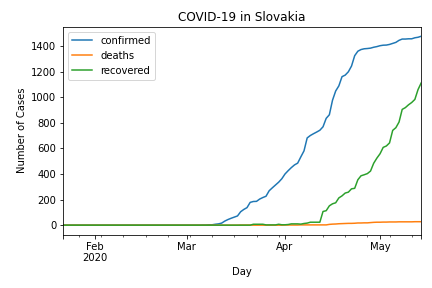 COVID-19 in Slovakia
confirmed
deaths
recovered
Number of Cases
1400
1200
1000
800
600
400
200
0
Feb
2020
Mar
Apr
May
Day